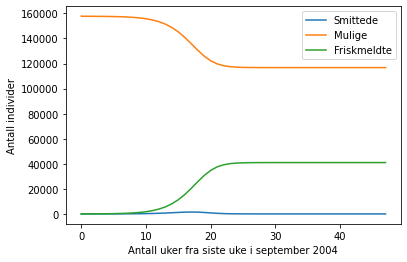 160000
140000
120000
100000
80000
60000
40000
20000
0
Antall individer
Smittede
Mulige
Friskmeldte
0 10 20 30 40
Antall uker fra siste uke i september 2004